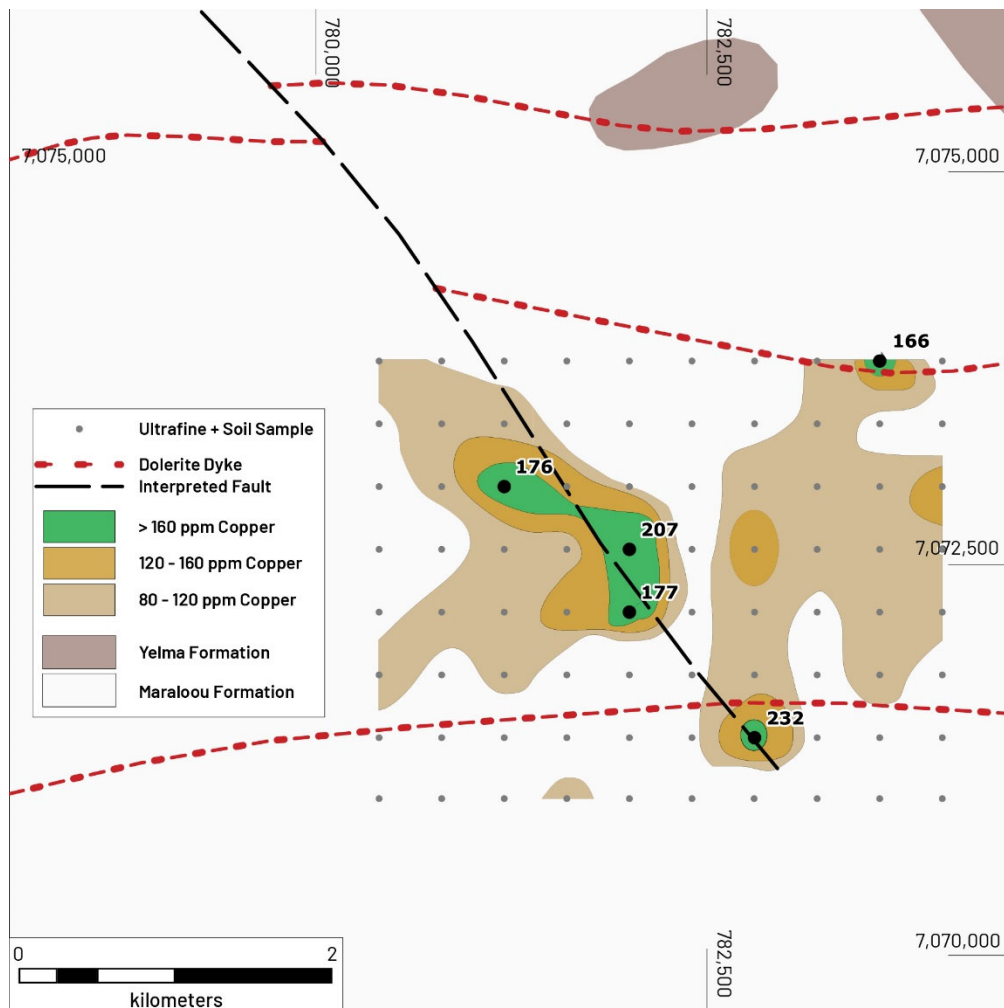 780,000
782,500
7,075,000
7,075,000
166
Ultrafine + Soil Sample
Dolerite Dyke
Interpreted Fault
> 160 ppm Copper
120 - 160 ppm Copper
80 - 120 ppm Copper
Yelma Formation
Maraloou Formation
176
207
7,072,500
177
232
7,070,000
782,500
0
2
kilometers